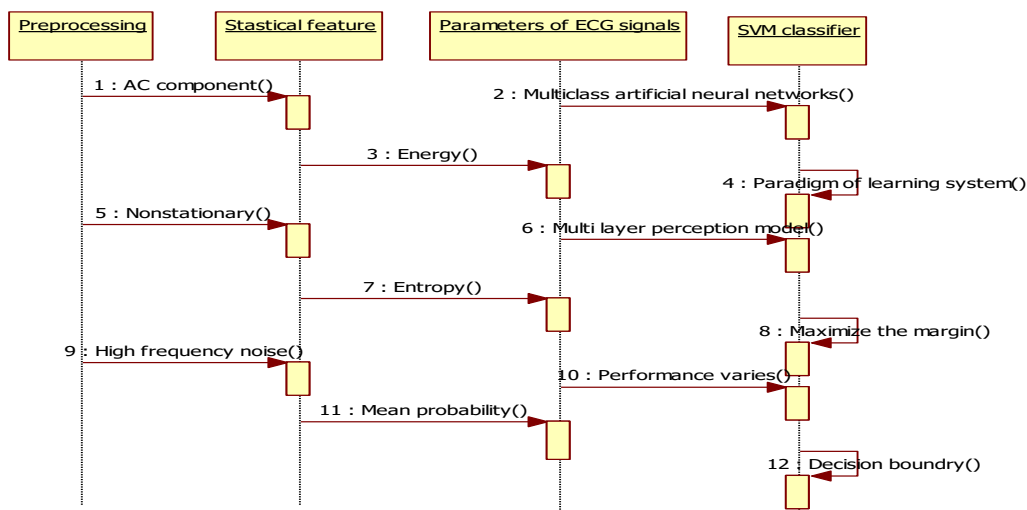 Preprocessing
Stastical feature
Parameters of ECG signals
SVM classifier
1 : AC component()
2 : Multiclass artificial neural networks()
3 : Energy()
4 : Paradigm of learning system()
5 : Nonstationary()
6 : Multi layer perception model()
7 : Entropy()
8 : Maximize the margin()
9 : High frequency noise()
10 : Performance varies()
11 : Mean probability()
12 : Decision boundry()